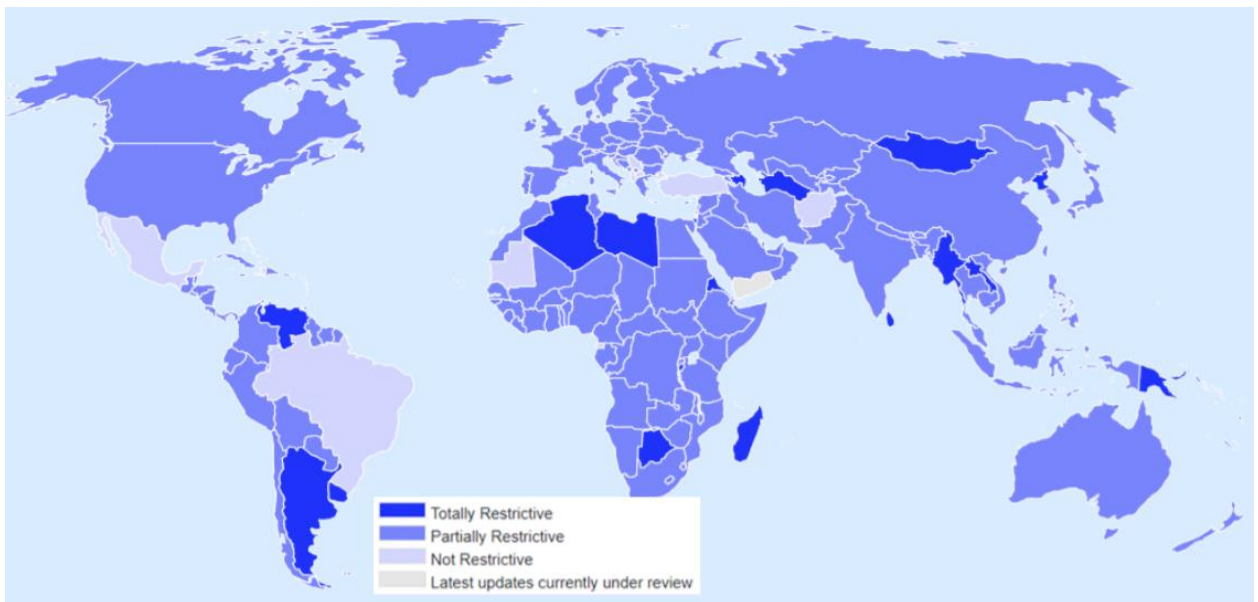 Totally Restrictive
Partially Restrictive
Not Restrictive
Latest updates currently under review